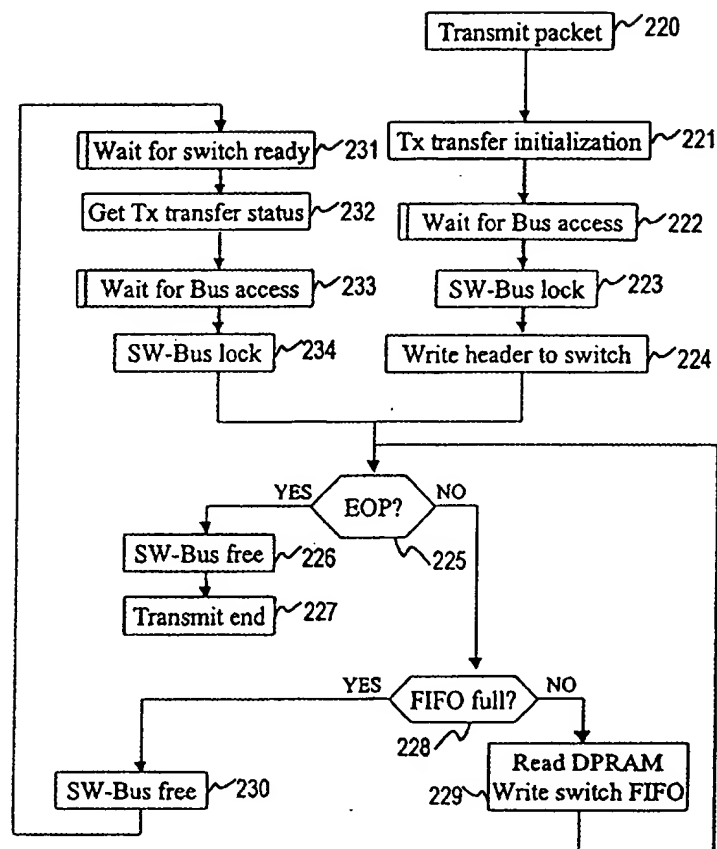 Transmit packet 220
Wait for switch ready 231
Tx transfer initialization 221
Get Tx transfer status 232
Wait for Bus access 222
Wait for Bus access 233
SW-Bus lock 223
SW-Bus lock 234
Write header to switch 224
YES
EOP?
NO
225
SW-Bus free 226
Transmit end 227
YES
FIFO full?
NO
228
Read DPRAM
Write switch FIFO
229
SW-Bus free 230